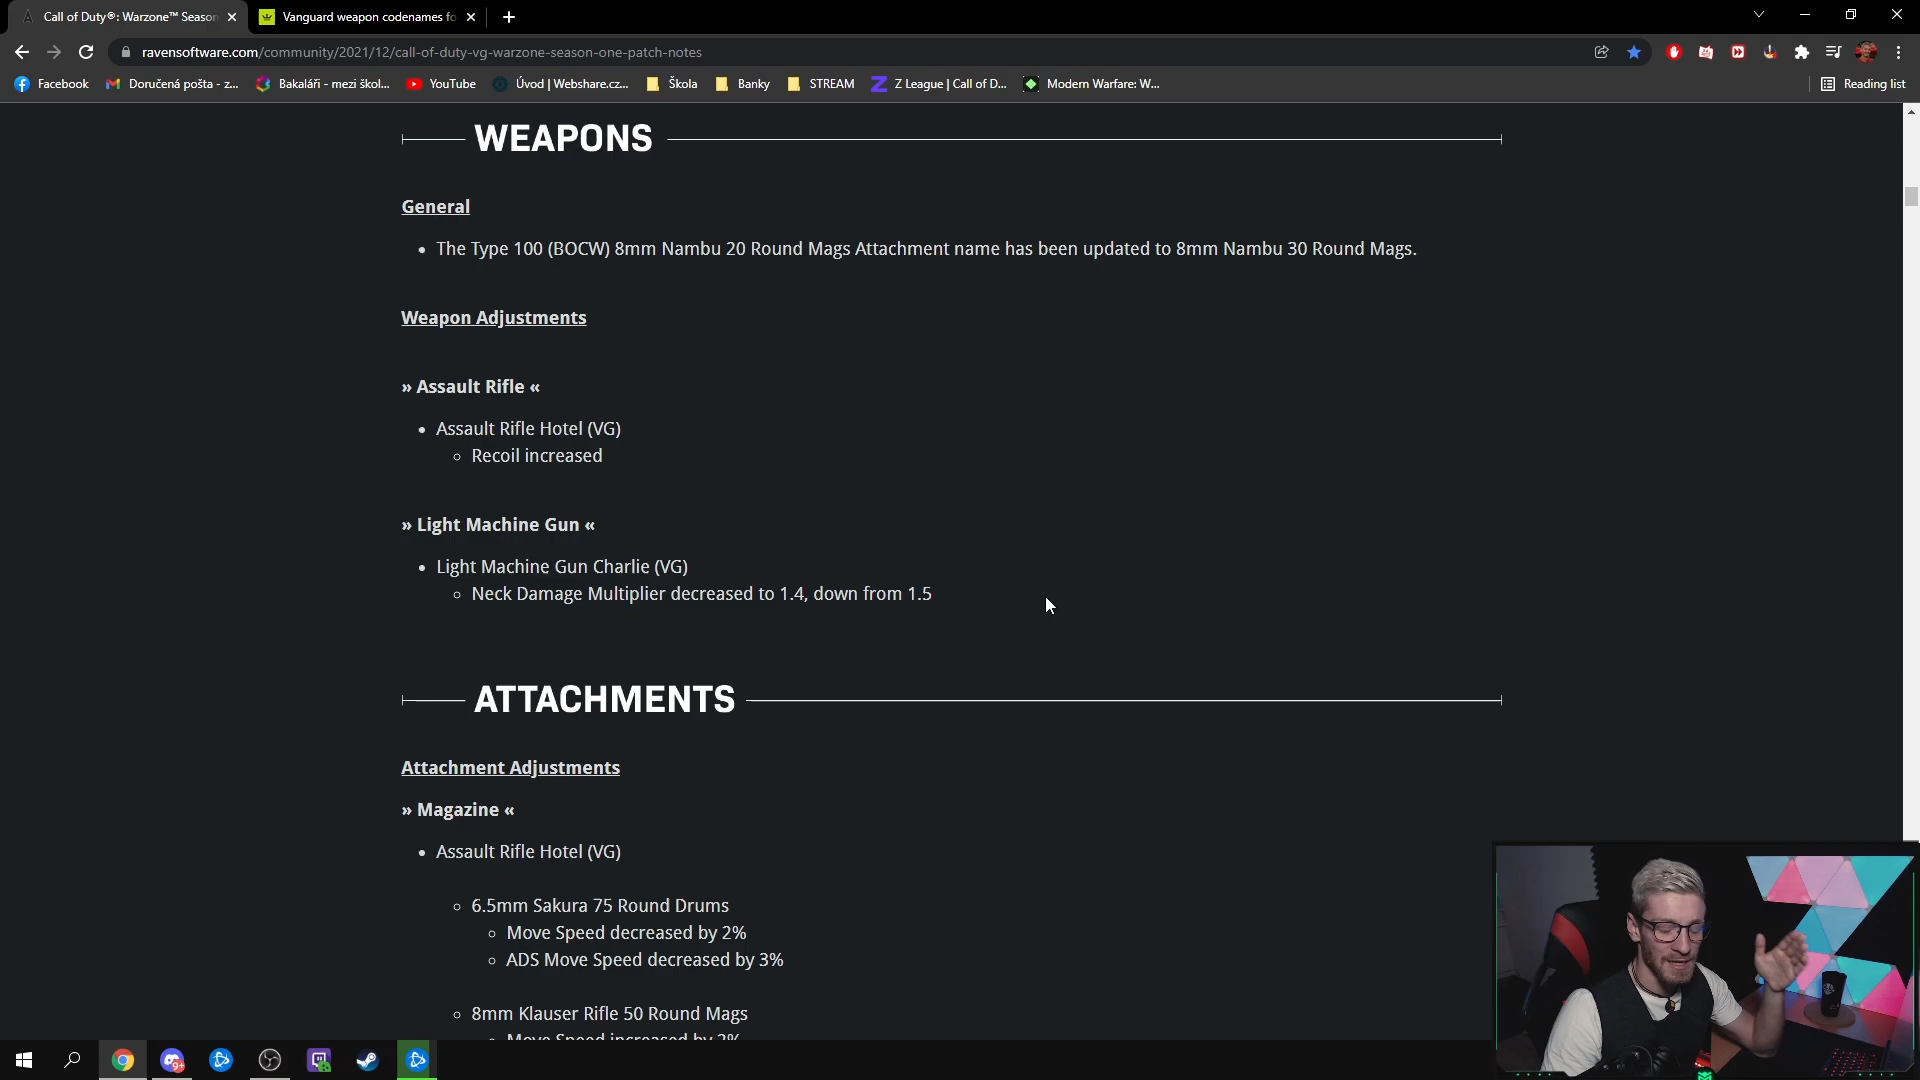 Call of Duty®: Warzone™ Season
Vanguard weapon codenames fo
ravensoftware.com/community/2021/12/call-of-duty-vg-warzone-season-one-patch-notes
Facebook
Doručená pošta - z...
Bakaláři - mezi škol...
YouTube
Úvod | Webshare.cz...
Škola
Banky
STREAM
Z League | Call of D...
Modern Warfare: W...
Reading list
WEAPONS
General
• The Type 100 (BOCW) 8mm Nambu 20 Round Mags Attachment name has been updated to 8mm Nambu 30 Round Mags.
Weapon Adjustments
» Assault Rifle «
• Assault Rifle Hotel (VG)
◦ Recoil increased
» Light Machine Gun «
• Light Machine Gun Charlie (VG)
◦ Neck Damage Multiplier decreased to 1.4, down from 1.5
ATTACHMENTS
Attachment Adjustments
» Magazine «
• Assault Rifle Hotel (VG)
◦ 6.5mm Sakura 75 Round Drums
◦ Move Speed decreased by 2%
◦ ADS Move Speed decreased by 3%
◦ 8mm Klauser Rifle 50 Round Mags
◦ Move Speed increased by 2%
9+